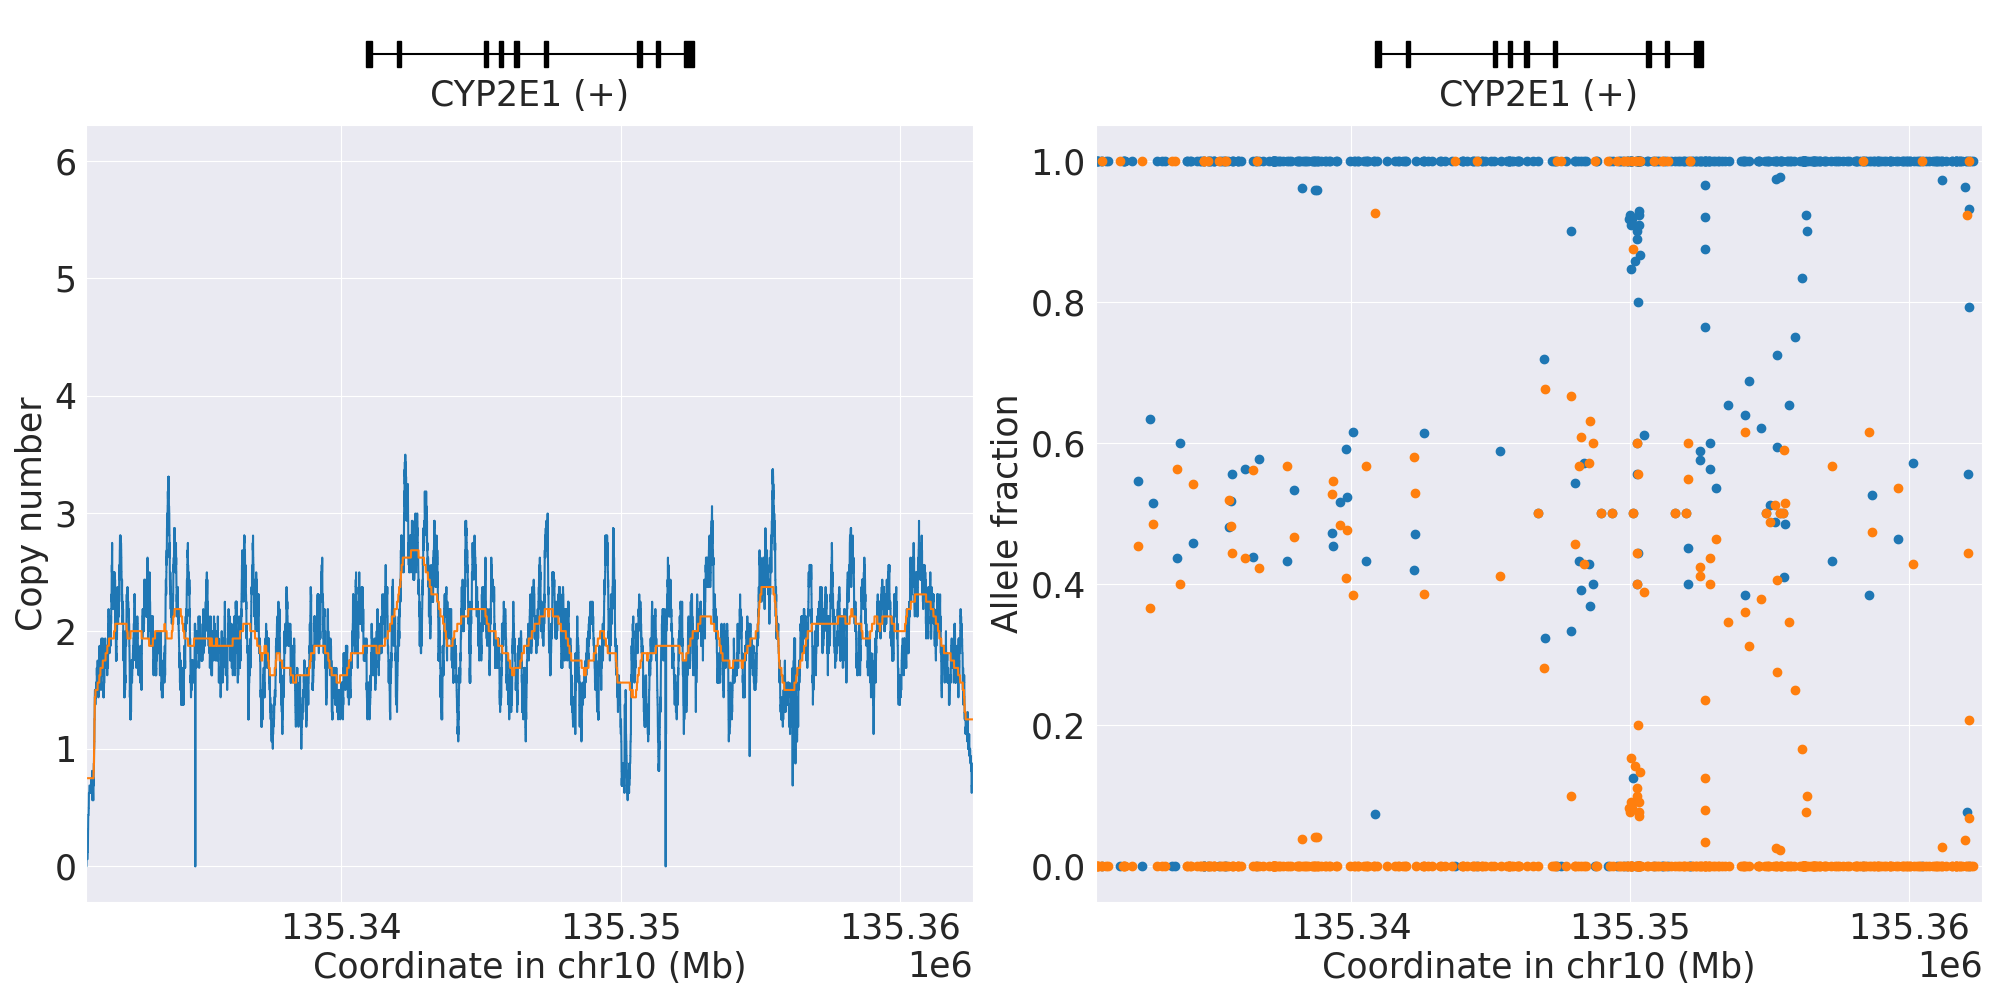 CYP2E1 (+)
6
5
4
3
2
1
0
Copy number
135.34 135.35 135.36
Coordinate in chr10 (Mb)
1e6
CYP2E1 (+)
1.0
0.8
0.6
0.4
0.2
0.0
Allele fraction
135.34 135.35 135.36
Coordinate in chr10 (Mb)
1e6